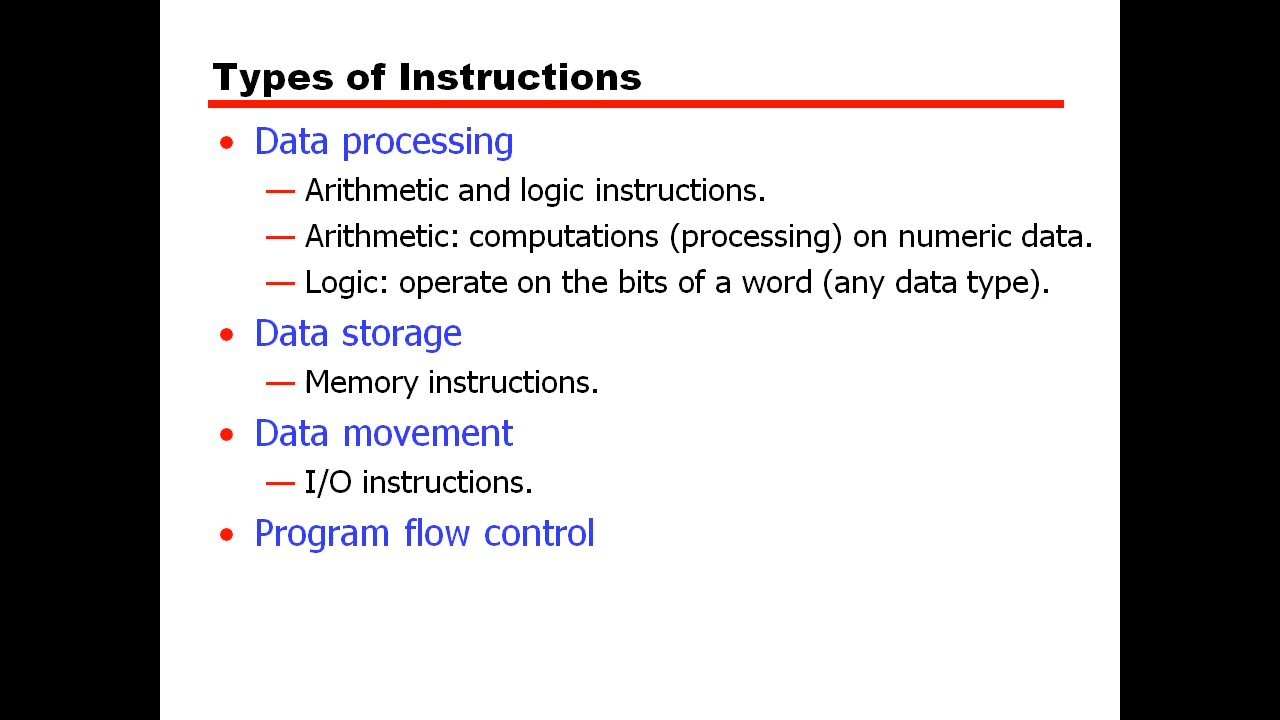 Types of Instructions
• Data processing
— Arithmetic and logic instructions.
— Arithmetic: computations (processing) on numeric data.
— Logic: operate on the bits of a word (any data type).
• Data storage
— Memory instructions.
• Data movement
— I/O instructions.
• Program flow control